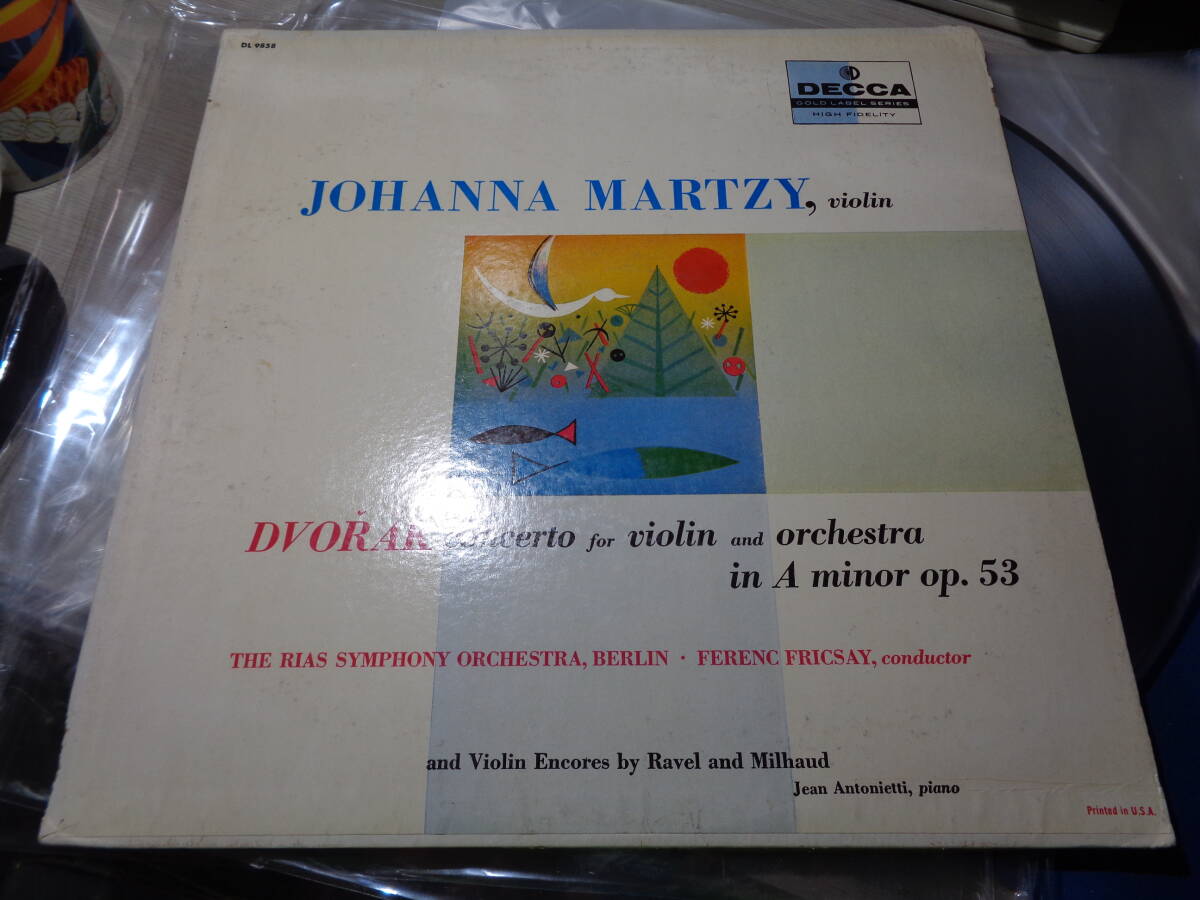 DL 9858
DECCA
GOLD LABEL SERIES
HIGH FIDELITY
JOHANNA MARTZY, violin
DVOŘAK concerto for violin and orchestra
in A minor op. 53
THE RIAS SYMPHONY ORCHESTRA, BERLIN · FERENC FRICSAY, conductor
and Violin Encores by Ravel and Milhaud
Jean Antonietti, piano
Printed in U.S.A.